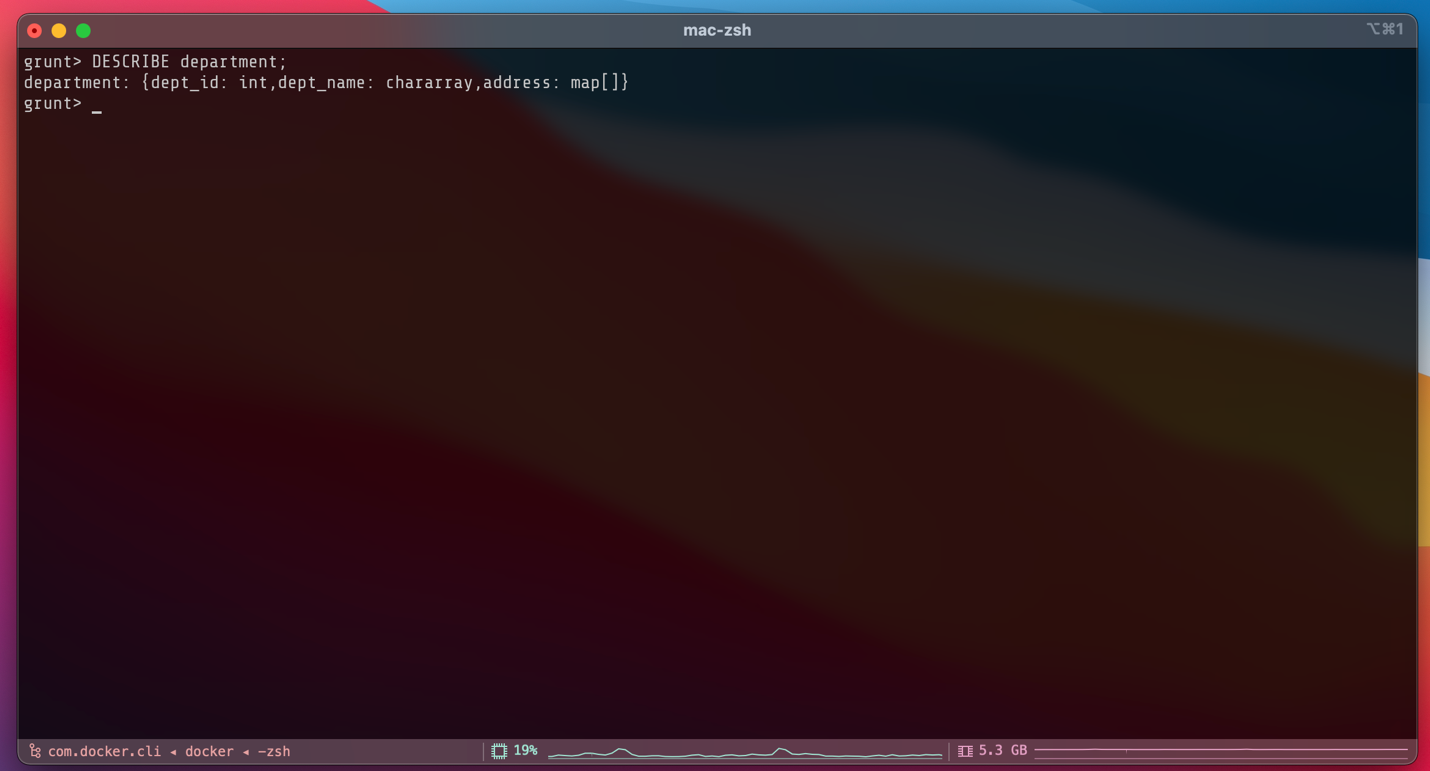 mac-zsh
⌥⌘1
grunt> DESCRIBE department;
department: {dept_id: int,dept_name: chararray,address: map[]}
grunt> _
com.docker.cli ◂ docker ◂ -zsh
19%
5.3 GB